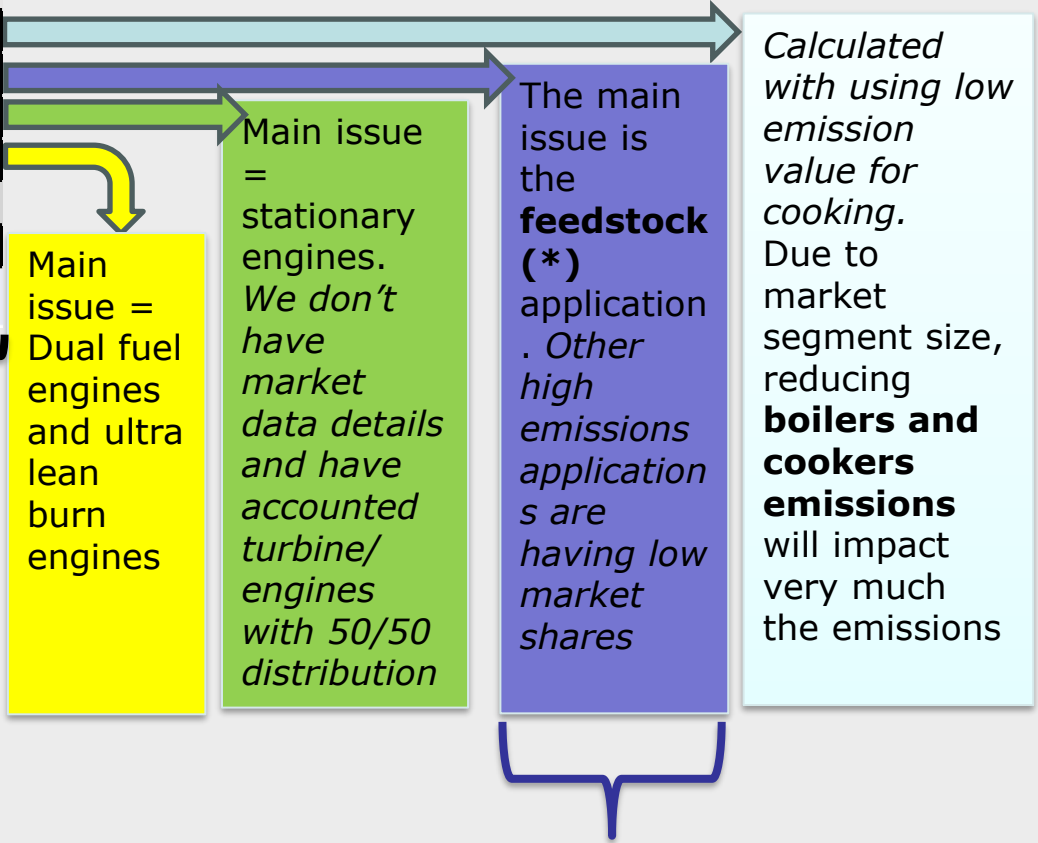 Main
issue =
Dual fuel
engines
and ultra
lean
burn
engines
Main issue
=
stationary
engines.
We don’t
have
market
data details
and have
accounted
turbine/
engines
with 50/50
distribution
The main
issue is
the
feedstock
(*)
application
. Other
high
emissions
application
s are
having low
market
shares
Calculated
with using low
emission
value for
cooking.
Due to
market
segment size,
reducing
boilers and
cookers
emissions
will impact
very much
the emissions